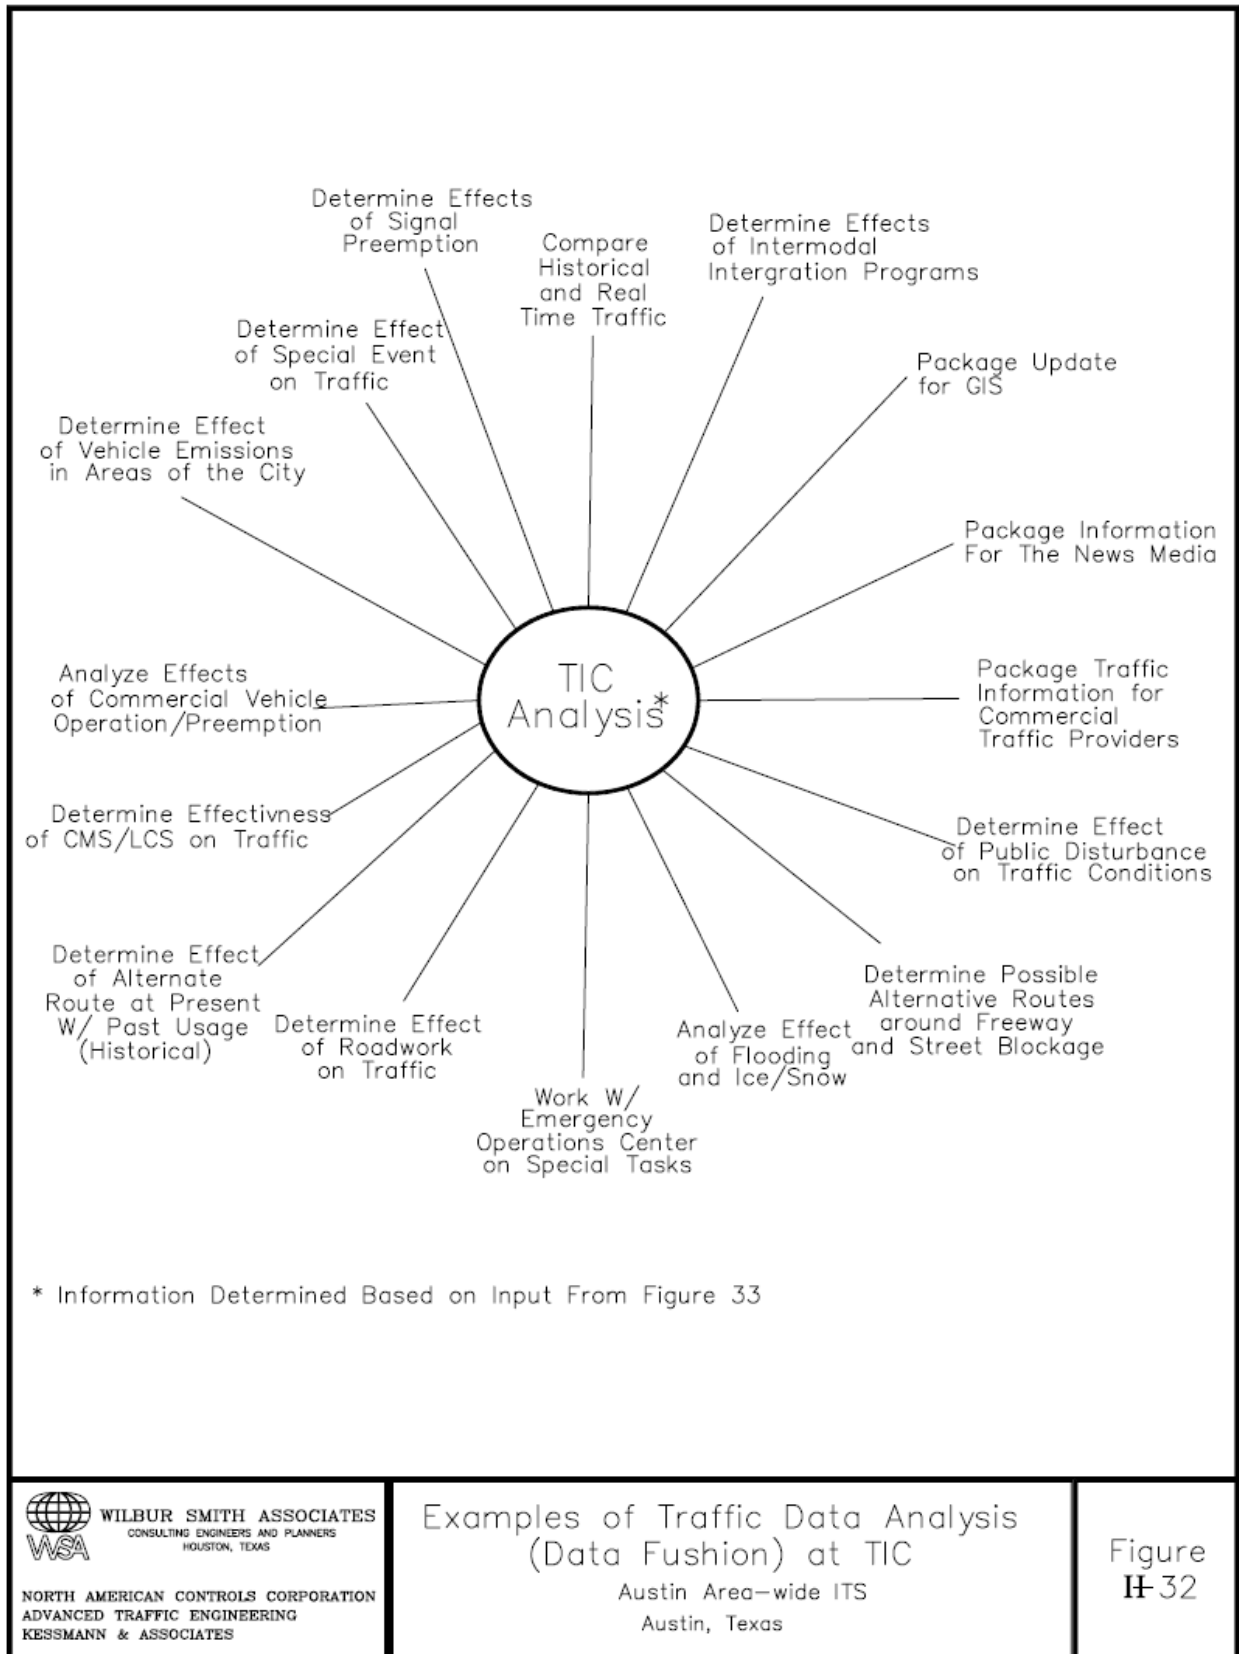 Determine Effects
of Signal
Preemption
Compare
Historical
and Real
Time Traffic
Determine Effects
of Intermodal
Intergration Programs
Determine Effect
of Special Event
on Traffic
Package Update
for GIS
Determine Effect
of Vehicle Emissions
in Areas of the City
Package Information
For The News Media
Analyze Effects
of Commercial Vehicle
Operation/Preemption
TIC
Analysis*
Package Traffic
Information for
Commercial
Traffic Providers
Determine Effectivness
of CMS/LCS on Traffic
Determine Effect
of Public Disturbance
on Traffic Conditions
Determine Effect
of Alternate
Route at Present
W/ Past Usage
(Historical)
Determine Effect
of Roadwork
on Traffic
Work W/
Emergency
Operations Center
on Special Tasks
Analyze Effect
of Flooding
and Ice/Snow
Determine Possible
Alternative Routes
around Freeway
and Street Blockage
* Information Determined Based on Input From Figure 33
WSA
WILBUR SMITH ASSOCIATES
CONSULTING ENGINEERS AND PLANNERS
HOUSTON, TEXAS
NORTH AMERICAN CONTROLS CORPORATION
ADVANCED TRAFFIC ENGINEERING
KESSMANN & ASSOCIATES
Examples of Traffic Data Analysis
(Data Fushion) at TIC
Austin Area-wide ITS
Austin, Texas
Figure
II-32